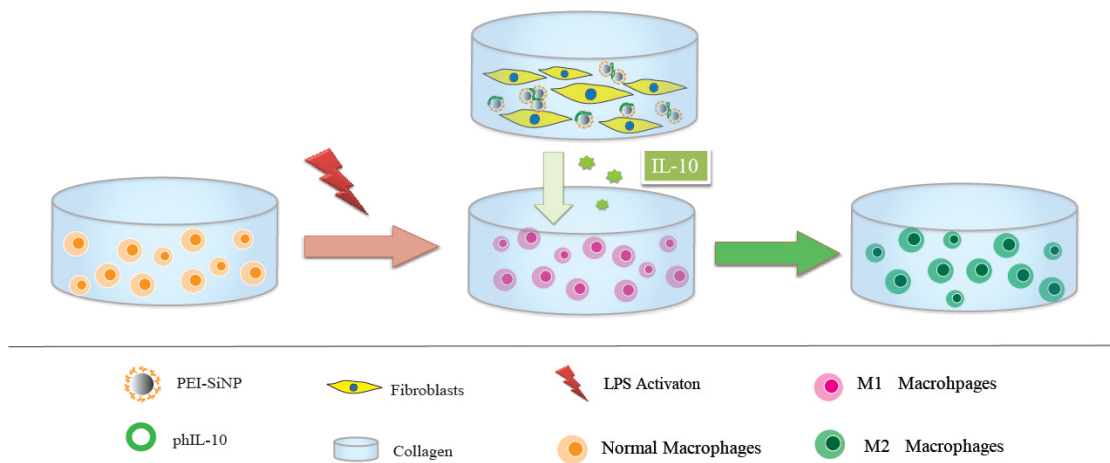 IL-10
PEI-SiNP
Fibroblasts
LPS Activaton
M1 Macrohpages
phIL-10
Collagen
Normal Macrophages
M2 Macrophages